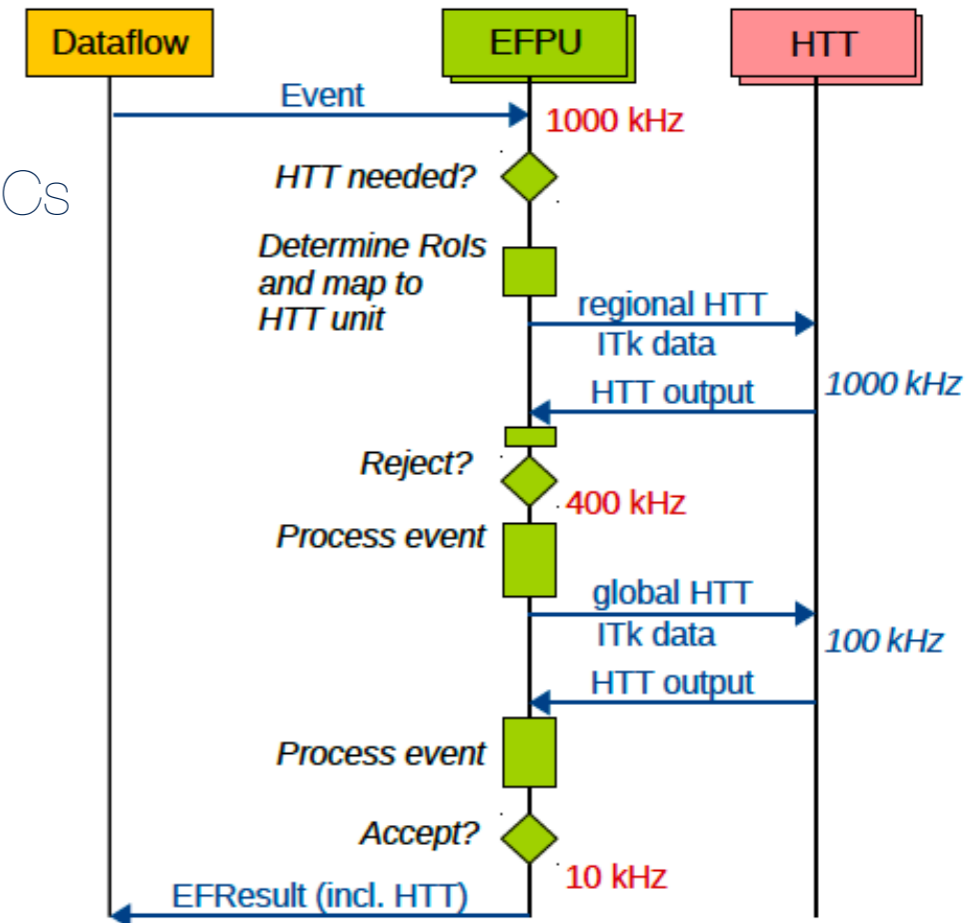 Dataflow
EFPU
HTT
Event
1000 kHz
Cs
HTT needed?
Determine RoIs
and map to
HTT unit
regional HTT
ITk data
1000 kHz
HTT output
Reject?
400 kHz
Process event
global HTT
ITk data
100 kHz
HTT output
Process event
Accept?
10 kHz
EFResult (incl. HTT)